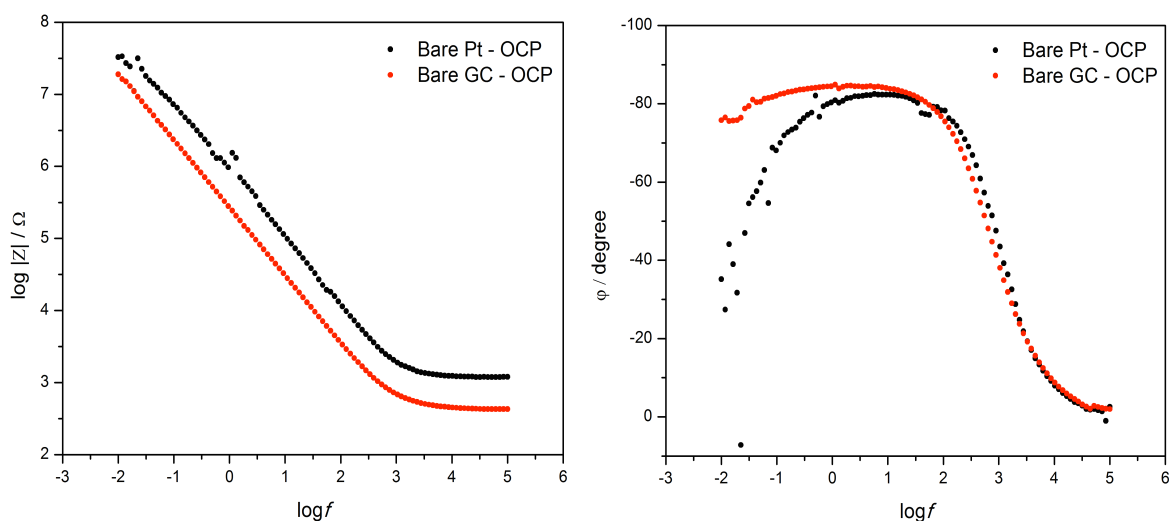 8
7
6
5
4
3
2
log |Z| / Ω
-3 -2 -1 0 1 2 3 4 5 6
logf
Bare Pt - OCP
Bare GC - OCP
-100
-80
-60
-40
-20
0
φ / degree
-3 -2 -1 0 1 2 3 4 5 6
logf
Bare Pt - OCP
Bare GC - OCP